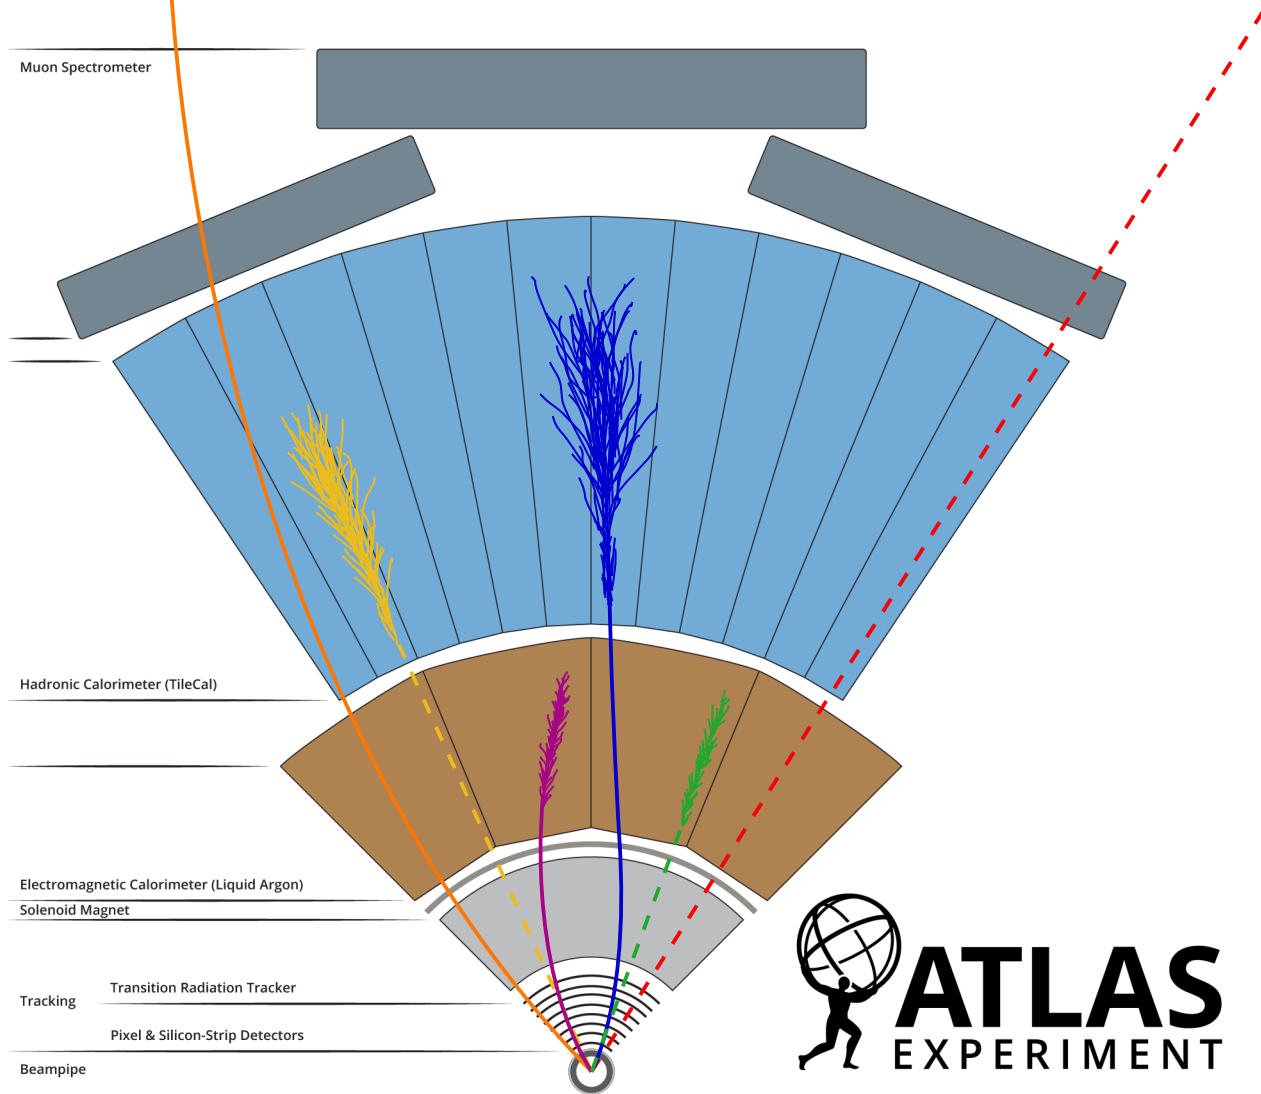 Muon Spectrometer
Hadronic Calorimeter (TileCal)
Electromagnetic Calorimeter (Liquid Argon)
Solenoid Magnet
Transition Radiation Tracker
Tracking
Pixel & Silicon-Strip Detectors
Beampipe
ATLAS
EXPERIMENT